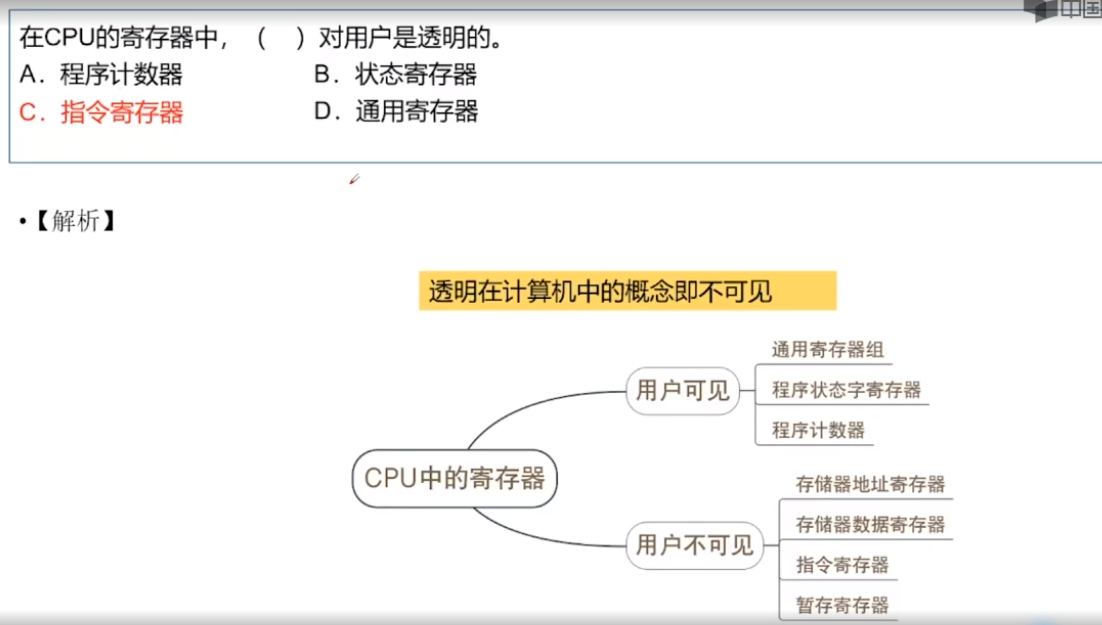 中国
在CPU的寄存器中，（ ）对用户是透明的。
A．程序计数器 B．状态寄存器
C．指令寄存器 D．通用寄存器
•【解析】
透明在计算机中的概念即不可见
CPU中的寄存器
用户可见
通用寄存器组
程序状态字寄存器
程序计数器
用户不可见
存储器地址寄存器
存储器数据寄存器
指令寄存器
暂存寄存器